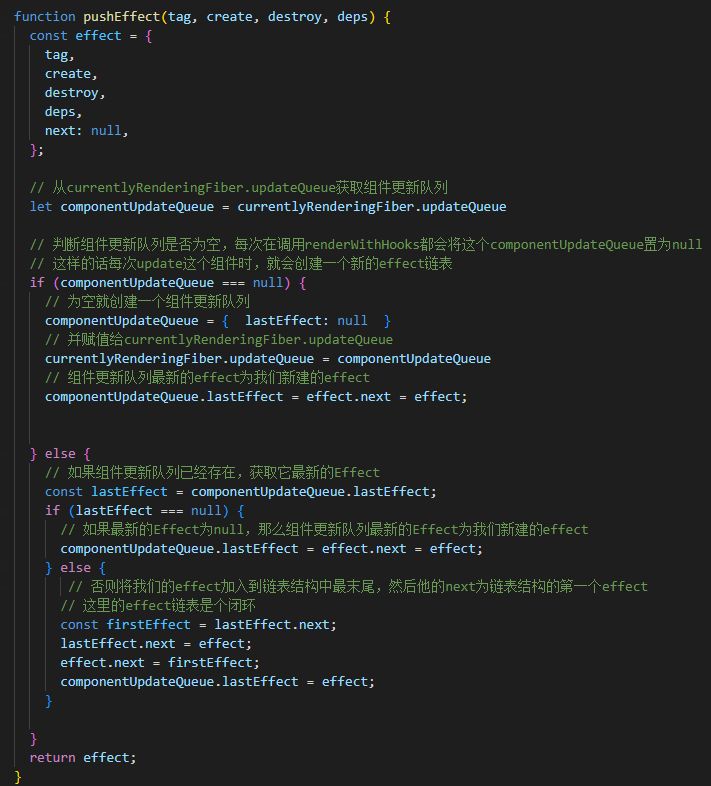 function pushEffect(tag, create, destroy, deps) {
  const effect = {
    tag,
    create,
    destroy,
    deps,
    next: null,
  };
  // 从currentlyRenderingFiber.updateQueue获取组件更新队列
  let componentUpdateQueue = currentlyRenderingFiber.updateQueue
  // 判断组件更新队列是否为空，每次在调用renderWithHooks都会将这个componentUpdateQueue置为null
  // 这样的话每次update这个组件时，就会创建一个新的effect链表
  if (componentUpdateQueue === null) {
    // 为空就创建一个组件更新队列
    componentUpdateQueue = {  lastEffect: null  }
    // 并赋值给currentlyRenderingFiber.updateQueue
    currentlyRenderingFiber.updateQueue = componentUpdateQueue
    // 组件更新队列最新的effect为我们新建的effect
    componentUpdateQueue.lastEffect = effect.next = effect;
  } else {
    // 如果组件更新队列已经存在，获取它最新的Effect
    const lastEffect = componentUpdateQueue.lastEffect;
    if (lastEffect === null) {
      // 如果最新的Effect为null，那么组件更新队列最新的Effect为我们新建的effect
      componentUpdateQueue.lastEffect = effect.next = effect;
    } else {
       // 否则将我们的effect加入到链表结构中最末尾，然后他的next为链表结构的第一个effect
      // 这里的effect链表是个闭环
      const firstEffect = lastEffect.next;
      lastEffect.next = effect;
      effect.next = firstEffect;
      componentUpdateQueue.lastEffect = effect;
    }
  }
  return effect;
}